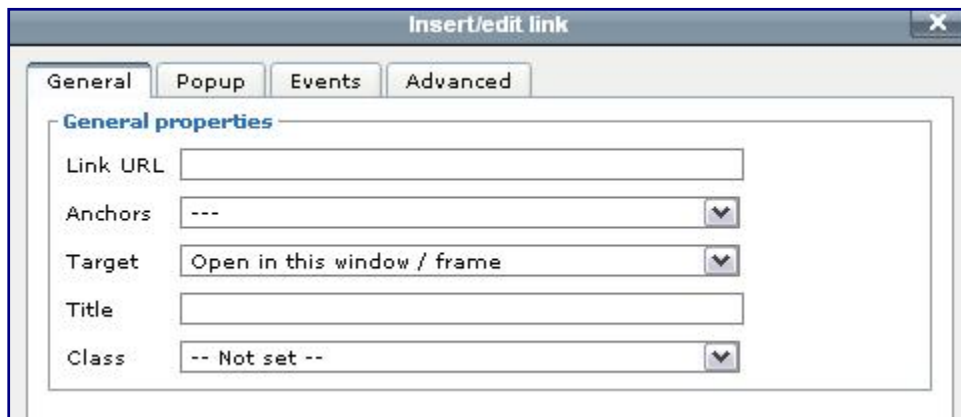 Insert/edit link
General Popup Events Advanced
General properties
Link URL
Anchors ---
Target Open in this window / frame
Title
Class -- Not set --